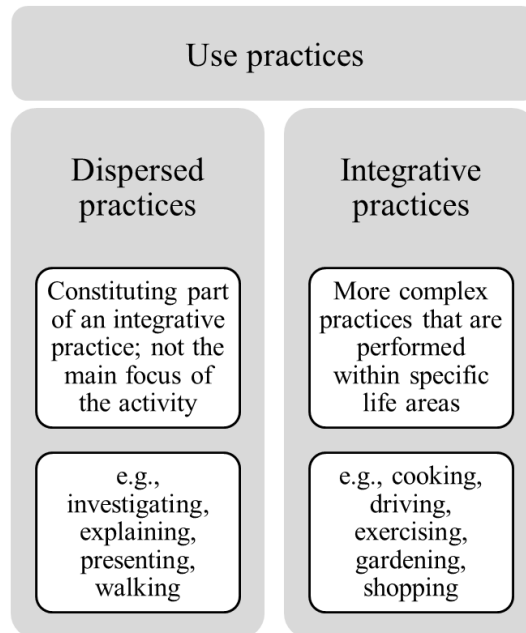 Use practices
Dispersed
practices
Constituting part
of an integrative
practice; not the
main focus of
the activity
e.g.,
investigating,
explaining,
presenting,
walking
Integrative
practices
More complex
practices that are
performed
within specific
life areas
e.g., cooking,
driving,
exercising,
gardening,
shopping